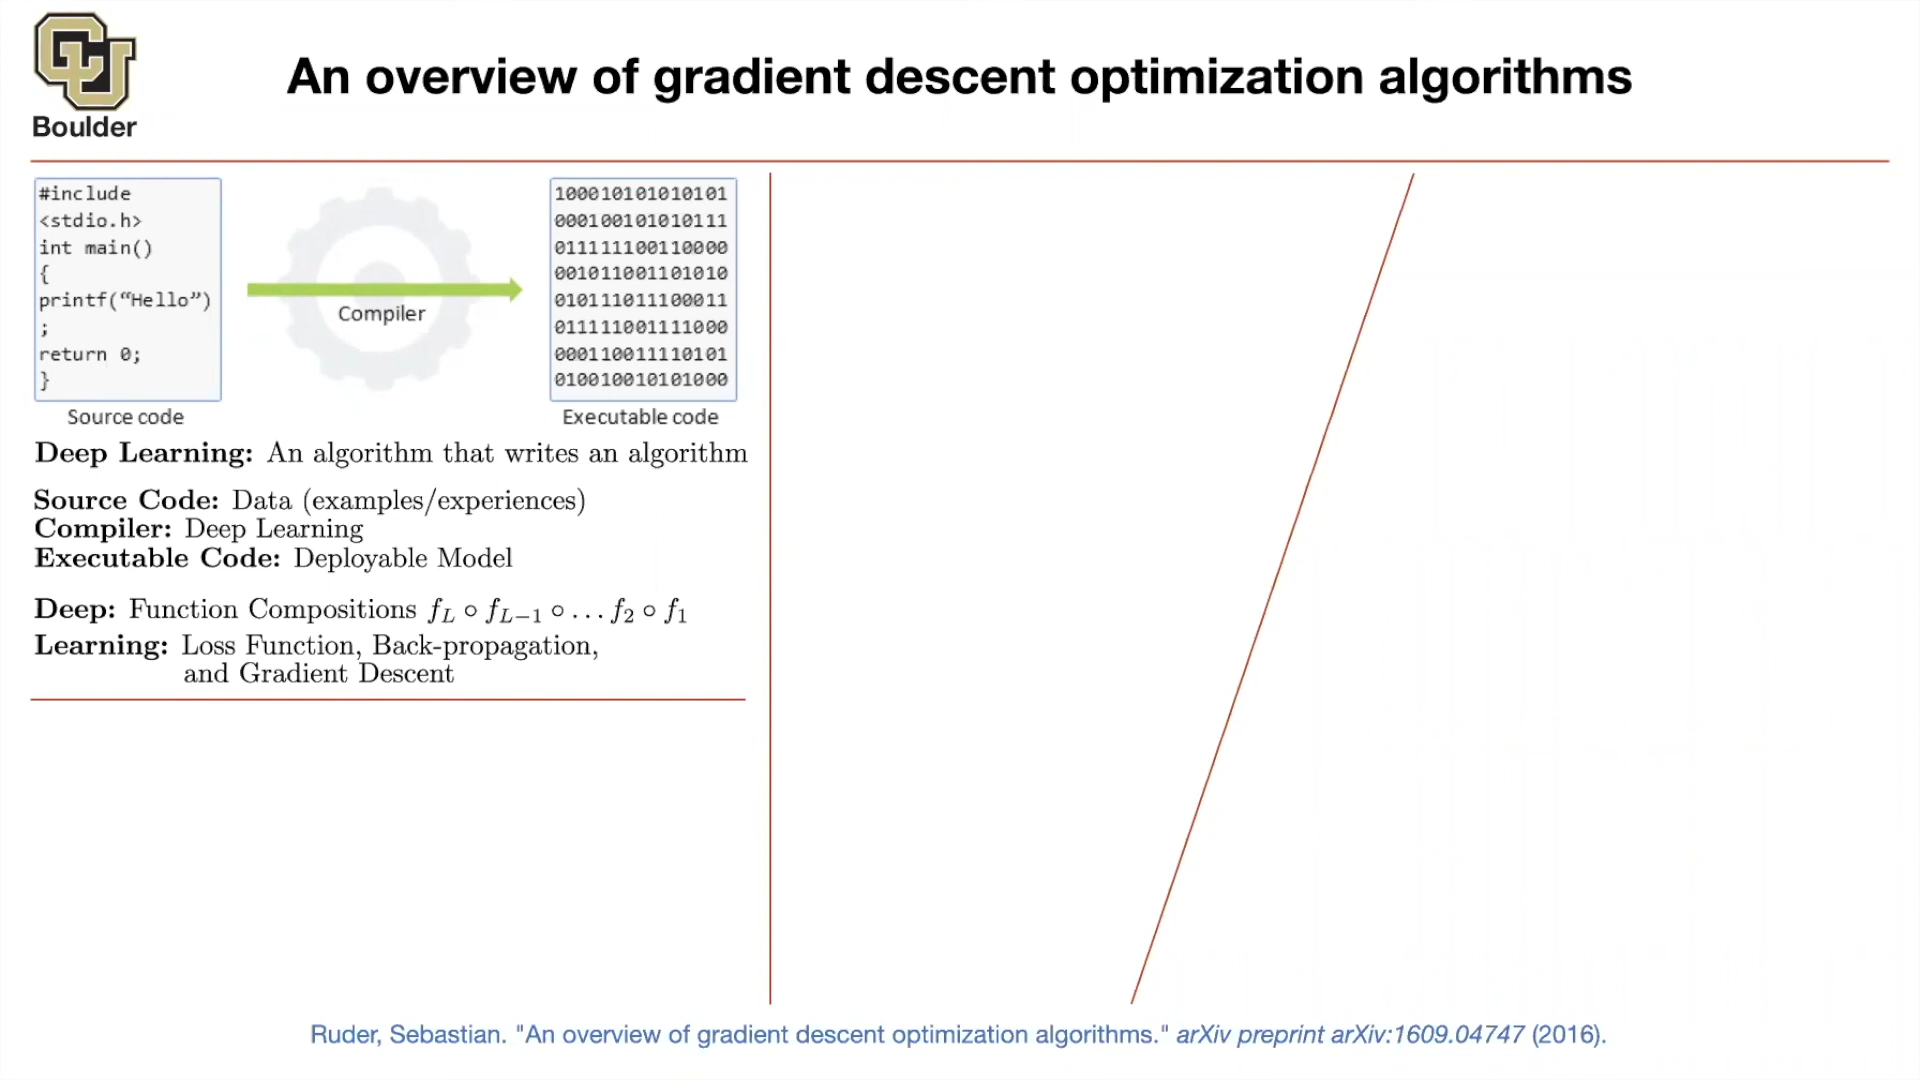 CU
Boulder
An overview of gradient descent optimization algorithms
#include
<stdio.h>
int main()
{
printf(“Hello”)
;
return 0;
}
Source code
Compiler
100010101010101
000100101010111
011111100110000
001011001101010
010111011100011
011111001111000
000110011110101
010010010101000
Executable code
Deep Learning: An algorithm that writes an algorithm
Source Code: Data (examples/experiences)
Compiler: Deep Learning
Executable Code: Deployable Model
Deep: Function Compositions f_L ∘ f_{L−1} ∘ … f_2 ∘ f_1
Learning: Loss Function, Back-propagation,
and Gradient Descent
Ruder, Sebastian. "An overview of gradient descent optimization algorithms." arXiv preprint arXiv:1609.04747 (2016).